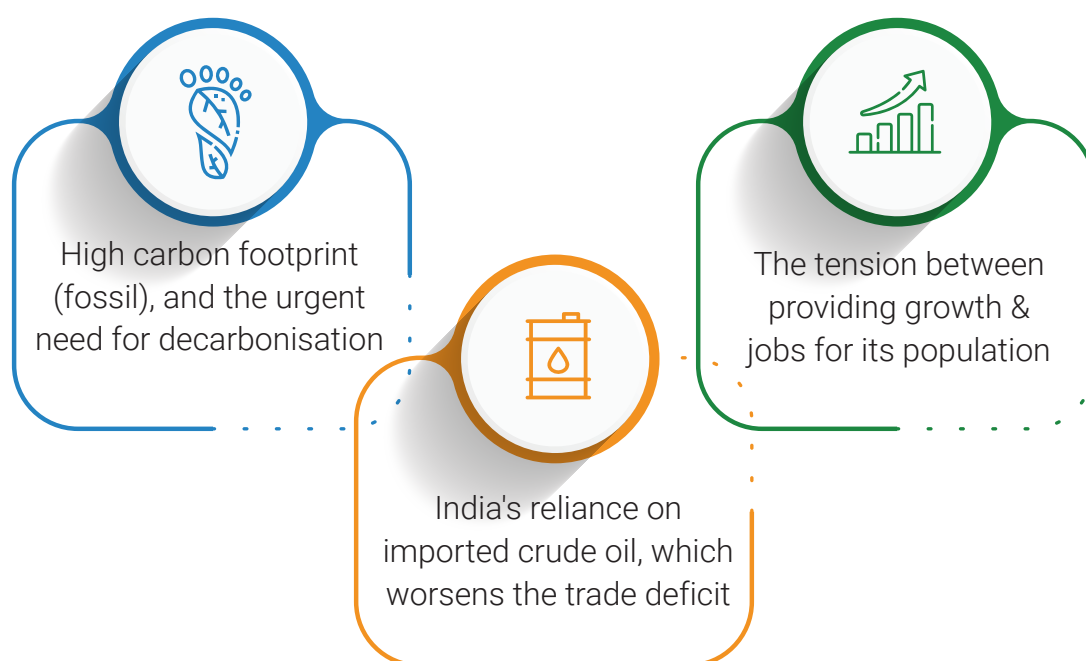 High carbon footprint
(fossil), and the urgent
need for decarbonisation
India's reliance on
imported crude oil, which
worsens the trade deficit
The tension between
providing growth &
jobs for its population